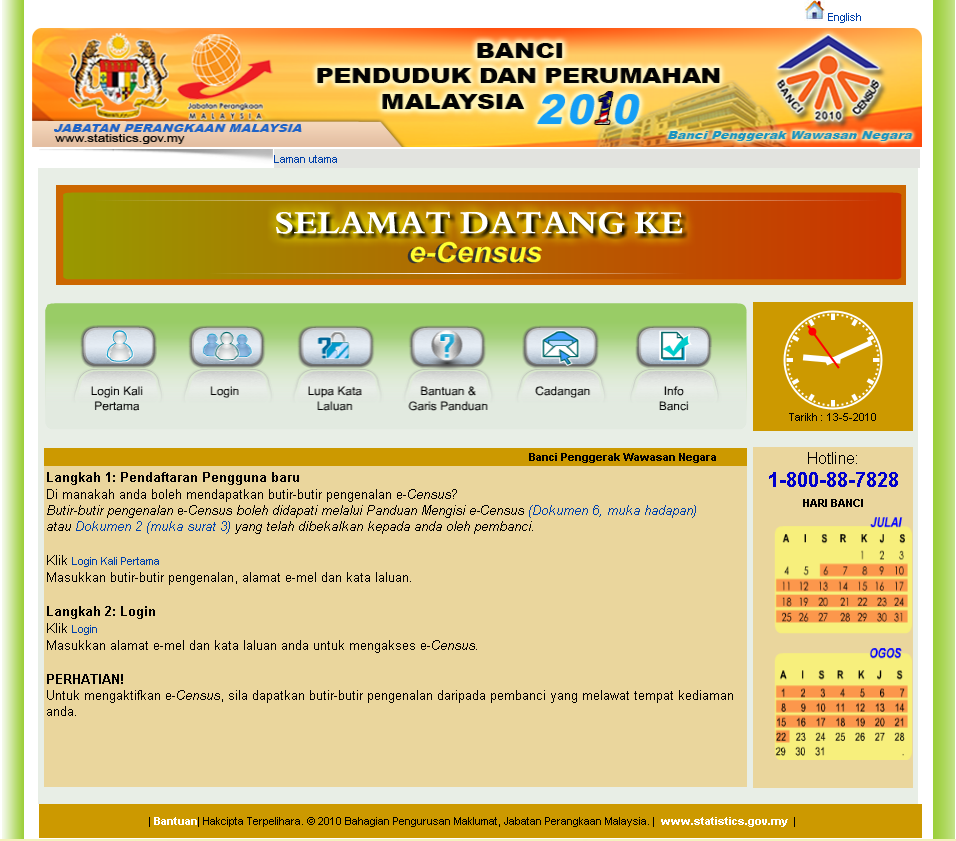 English
BANCI
PENDUDUK DAN PERUMAHAN
MALAYSIA 2010
Jabatan Perangkaan
MALAYSIA
BANCI CENSUS
2010
JABATAN PERANGKAAN MALAYSIA
www.statistics.gov.my
Banci Penggerak Wawasan Negara
Laman utama
SELAMAT DATANG KE
e-Census
Login Kali
Pertama
Login
Lupa Kata
Laluan
Bantuan &
Garis Panduan
Cadangan
Info
Banci
Tarikh : 13-5-2010
Banci Penggerak Wawasan Negara
Langkah 1: Pendaftaran Pengguna baru
Di manakah anda boleh mendapatkan butir-butir pengenalan e-Census?
Butir-butir pengenalan e-Census boleh didapati melalui Panduan Mengisi e-Census (Dokumen 6, muka hadapan)
atau Dokumen 2 (muka surat 3) yang telah dibekalkan kepada anda oleh pembanci.
Klik Login Kali Pertama
Masukkan butir-butir pengenalan, alamat e-mel dan kata laluan.
Langkah 2: Login
Klik Login
Masukkan alamat e-mel dan kata laluan anda untuk mengakses e-Census.
PERHATIAN!
Untuk mengaktifkan e-Census, sila dapatkan butir-butir pengenalan daripada pembanci yang melawat tempat kediaman
anda.
Hotline:
1-800-88-7828
HARI BANCI
JULAI
A I S R K J S
1 2 3
4 5 6 7 8 9 10
11 12 13 14 15 16 17
18 19 20 21 22 23 24
25 26 27 28 29 30 31
OGOS
A I S R K J S
1 2 3 4 5 6 7
8 9 10 11 12 13 14
15 16 17 18 19 20 21
22 23 24 25 26 27 28
29 30 31 .
| Bantuan| Hakcipta Terpelihara. © 2010 Bahagian Pengurusan Maklumat, Jabatan Perangkaan Malaysia. | www.statistics.gov.my |